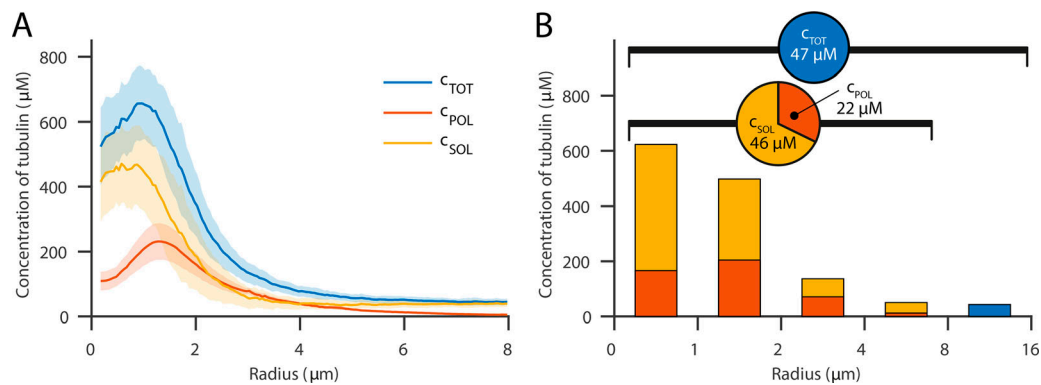 A
Concentration of tubulin (µM)
800
600
400
200
0
0 2 4 6 8
Radius (µm)
cTOT
cPOL
cSOL
B
Concentration of tubulin (µM)
800
600
400
200
0
0 1 2 4 8 16
Radius (µm)
cTOT
47 µM
cPOL
22 µM
cSOL
46 µM